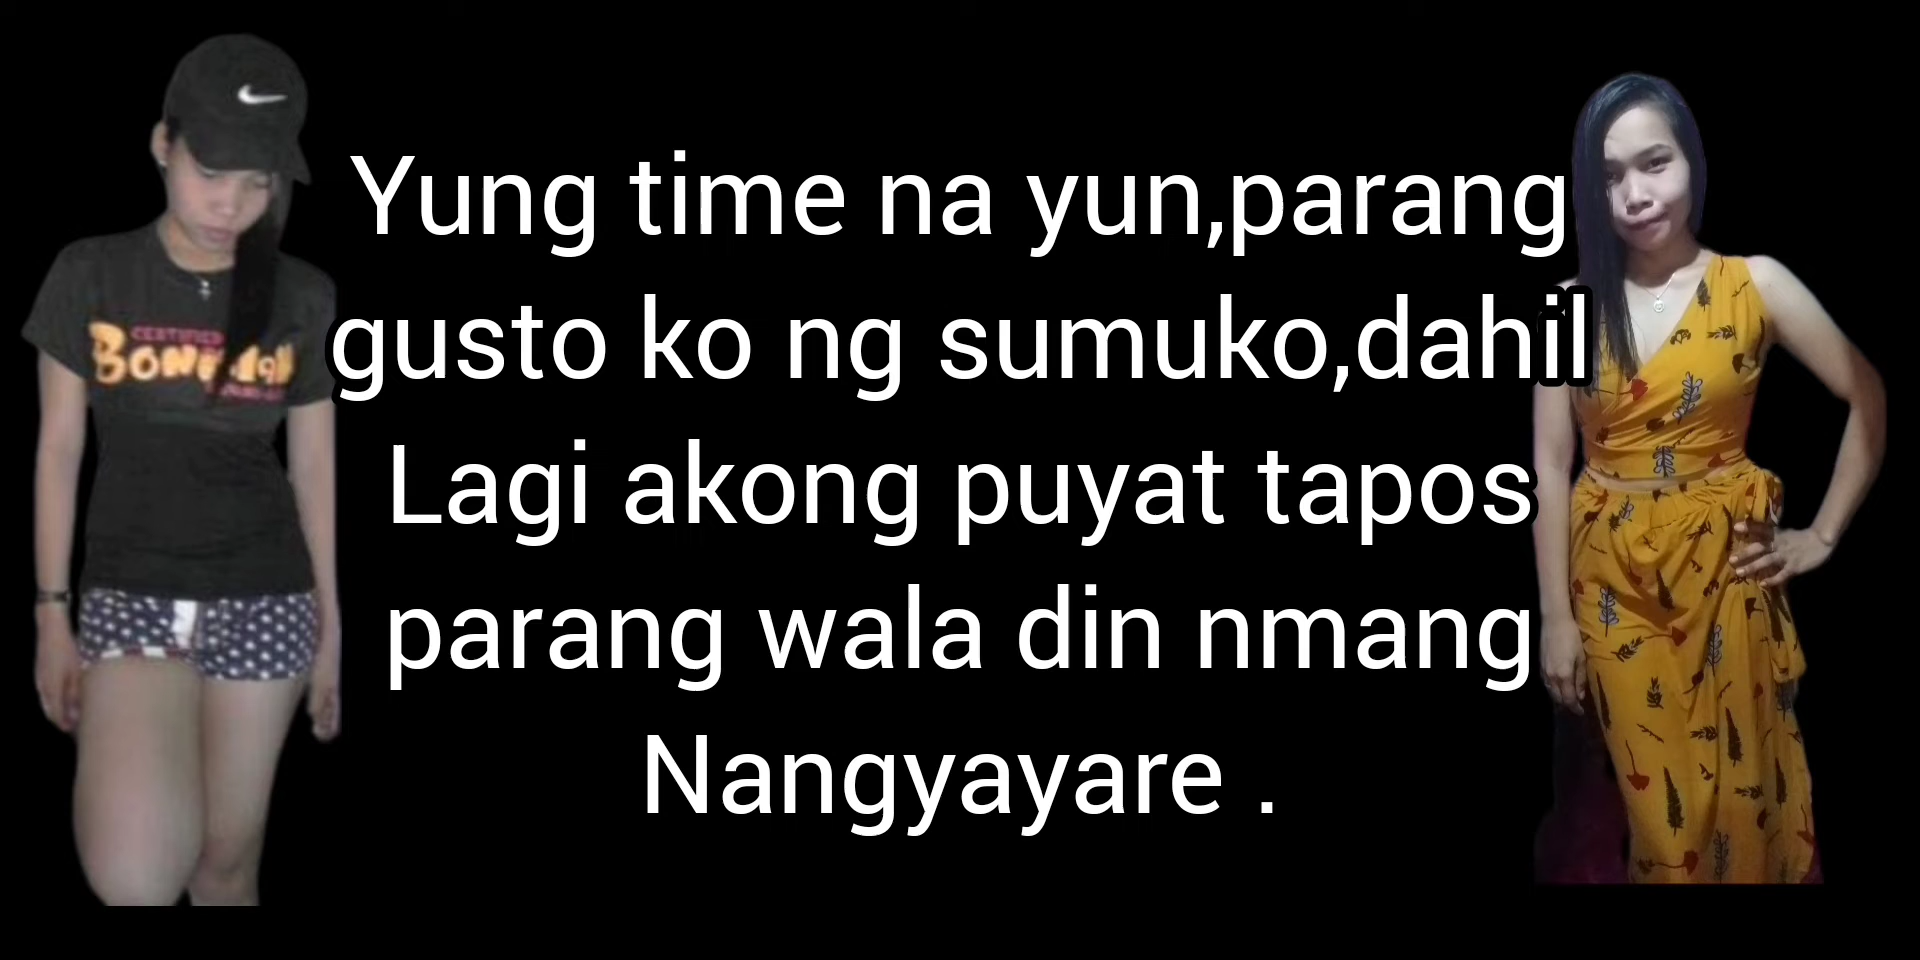 Yung time na yun,parang
gusto ko ng sumuko,dahil
Lagi akong puyat tapos
parang wala din nmang
Nangyayare .
CERTIFIED